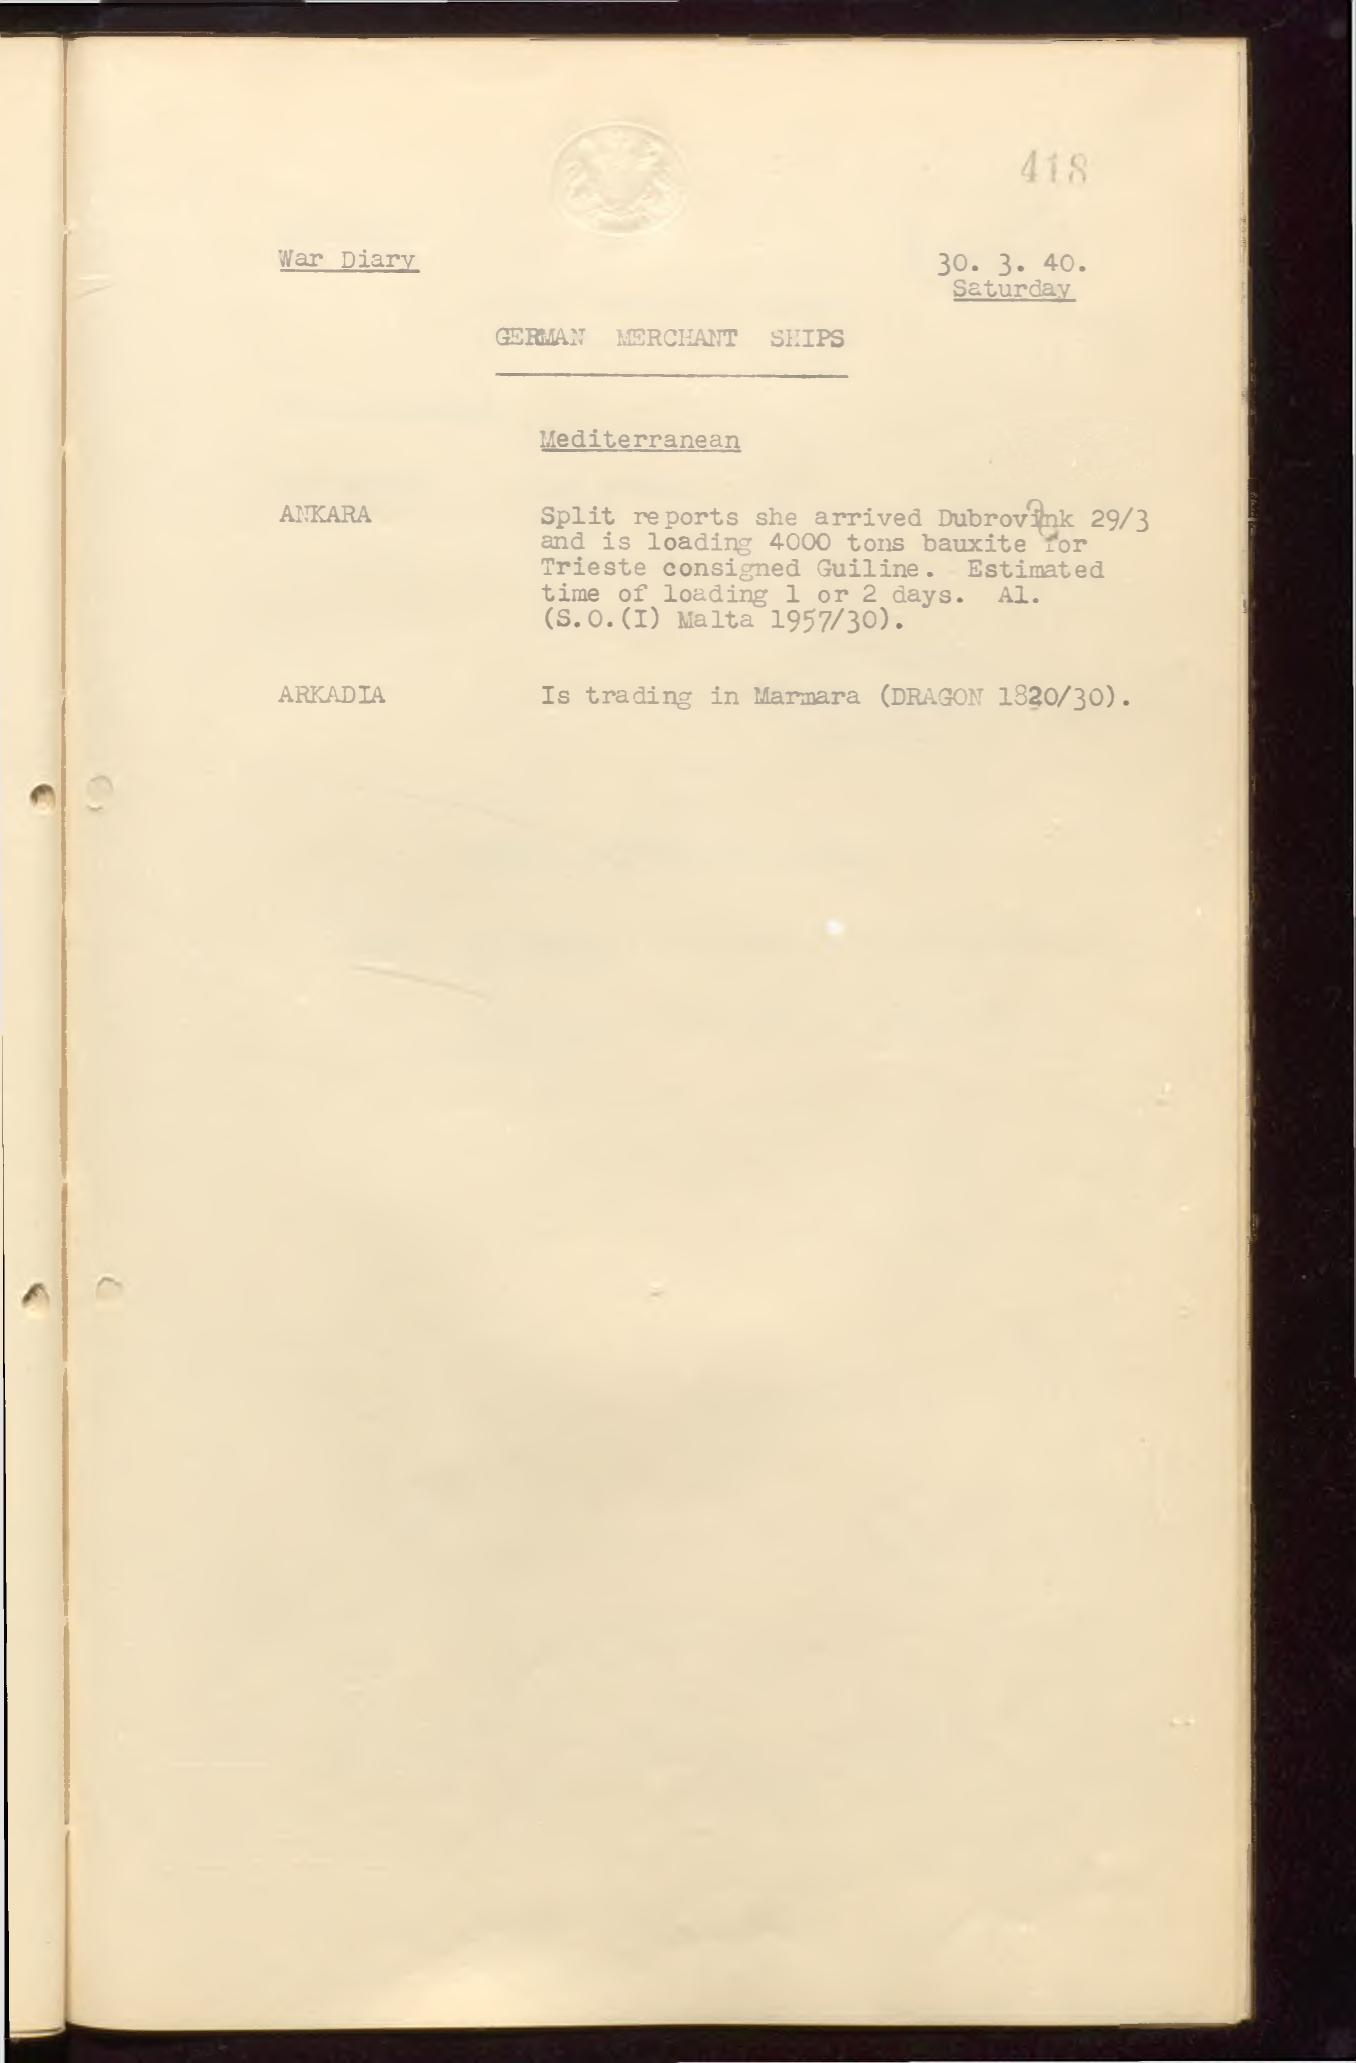 418
War Diary
30. 3. 40.
Saturday
GERMAN MERCHANT SHIPS
Mediterranean
ANKARA
Split reports she arrived Dubrovink 29/3
and is loading 4000 tons bauxite for
Trieste consigned Guiline. Estimated
time of loading 1 or 2 days. A1.
(S.O.(I) Malta 1957/30).
ARKADIA
Is trading in Marmara (DRAGON 1820/30).